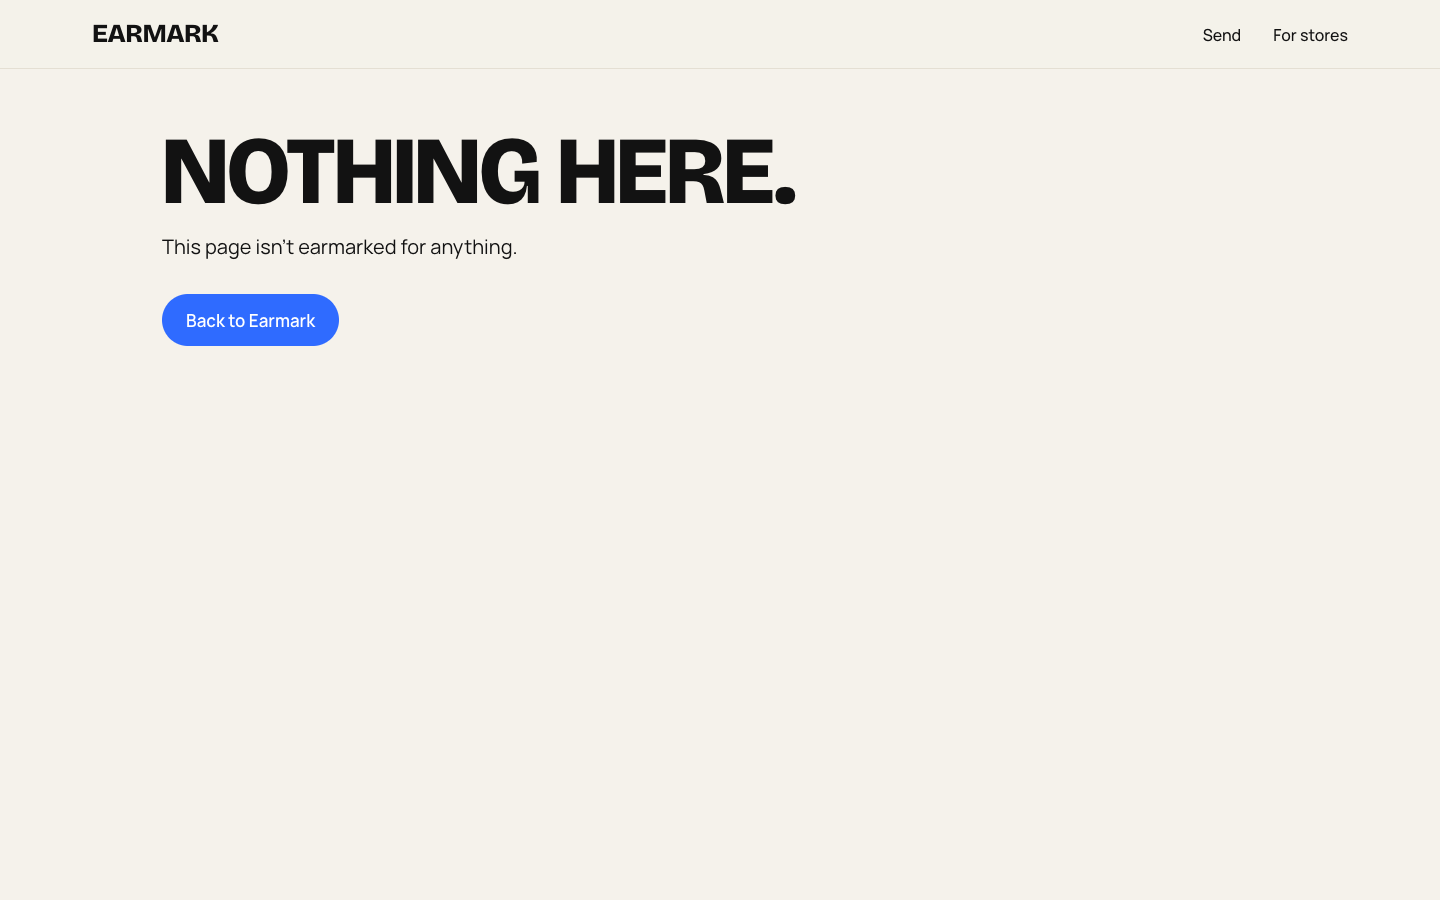 EARMARK
Send
For stores
NOTHING HERE.
This page isn’t earmarked for anything.
Back to Earmark